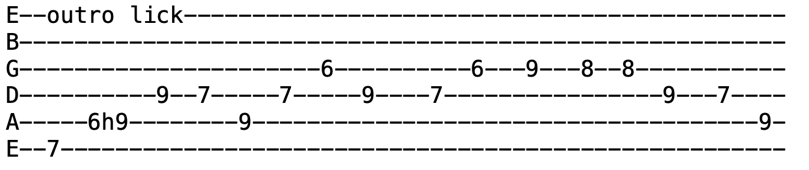 E--outro lick--------------------------------------------
B--------------------------------------------------------
G----------------------6----------6---9---8--8-----------
D----------9--7-----7-----9----7----------------9---7----
A-----6h9--------9-------------------------------------9-
E--7-----------------------------------------------------